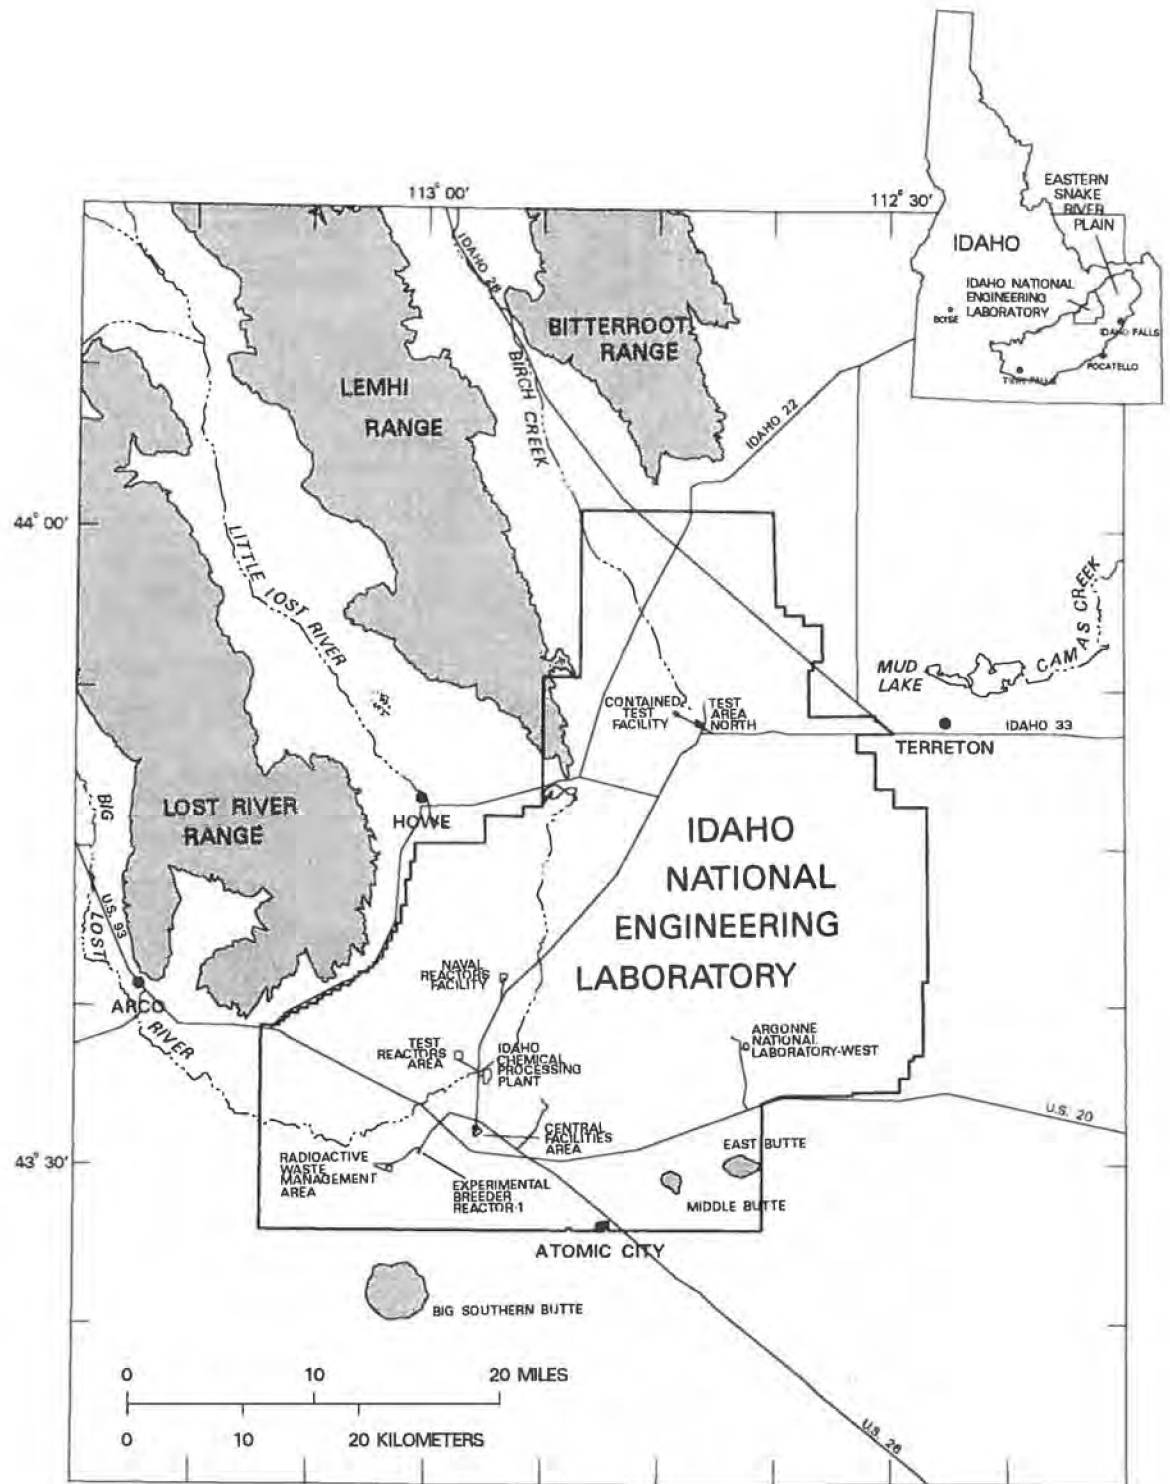 113° 00'
112° 30'
EASTERN
SNAKE
RIVER
PLAIN
IDAHO
IDAHO NATIONAL
ENGINEERING
LABORATORY
BOISE
IDAHO FALLS
POCATELLO
TWIN FALLS
IDAHO 28
BITTERROOT
RANGE
BIRCH CREEK
LEMHI
RANGE
IDAHO 22
44° 00'
LITTLE LOST RIVER
CAMAS CREEK
MUD
LAKE
CONTAINED
TEST
FACILITY
TEST
AREA
NORTH
IDAHO 33
TERRETON
BIG
LOST RIVER
RANGE
HOWE
IDAHO
NATIONAL
ENGINEERING
LABORATORY
U.S. 93
LOST
NAVAL
REACTORS
FACILITY
ARCO
RIVER
TEST
REACTORS
AREA
IDAHO
CHEMICAL
PROCESSING
PLANT
ARGONNE
NATIONAL
LABORATORY-WEST
U.S. 20
CENTRAL
FACILITIES
AREA
EAST BUTTE
43° 30'
RADIOACTIVE
WASTE
MANAGEMENT
AREA
EXPERIMENTAL
BREEDER
REACTOR-1
MIDDLE BUTTE
ATOMIC CITY
BIG SOUTHERN BUTTE
0 10 20 MILES
0 10 20 KILOMETERS
U.S. 26